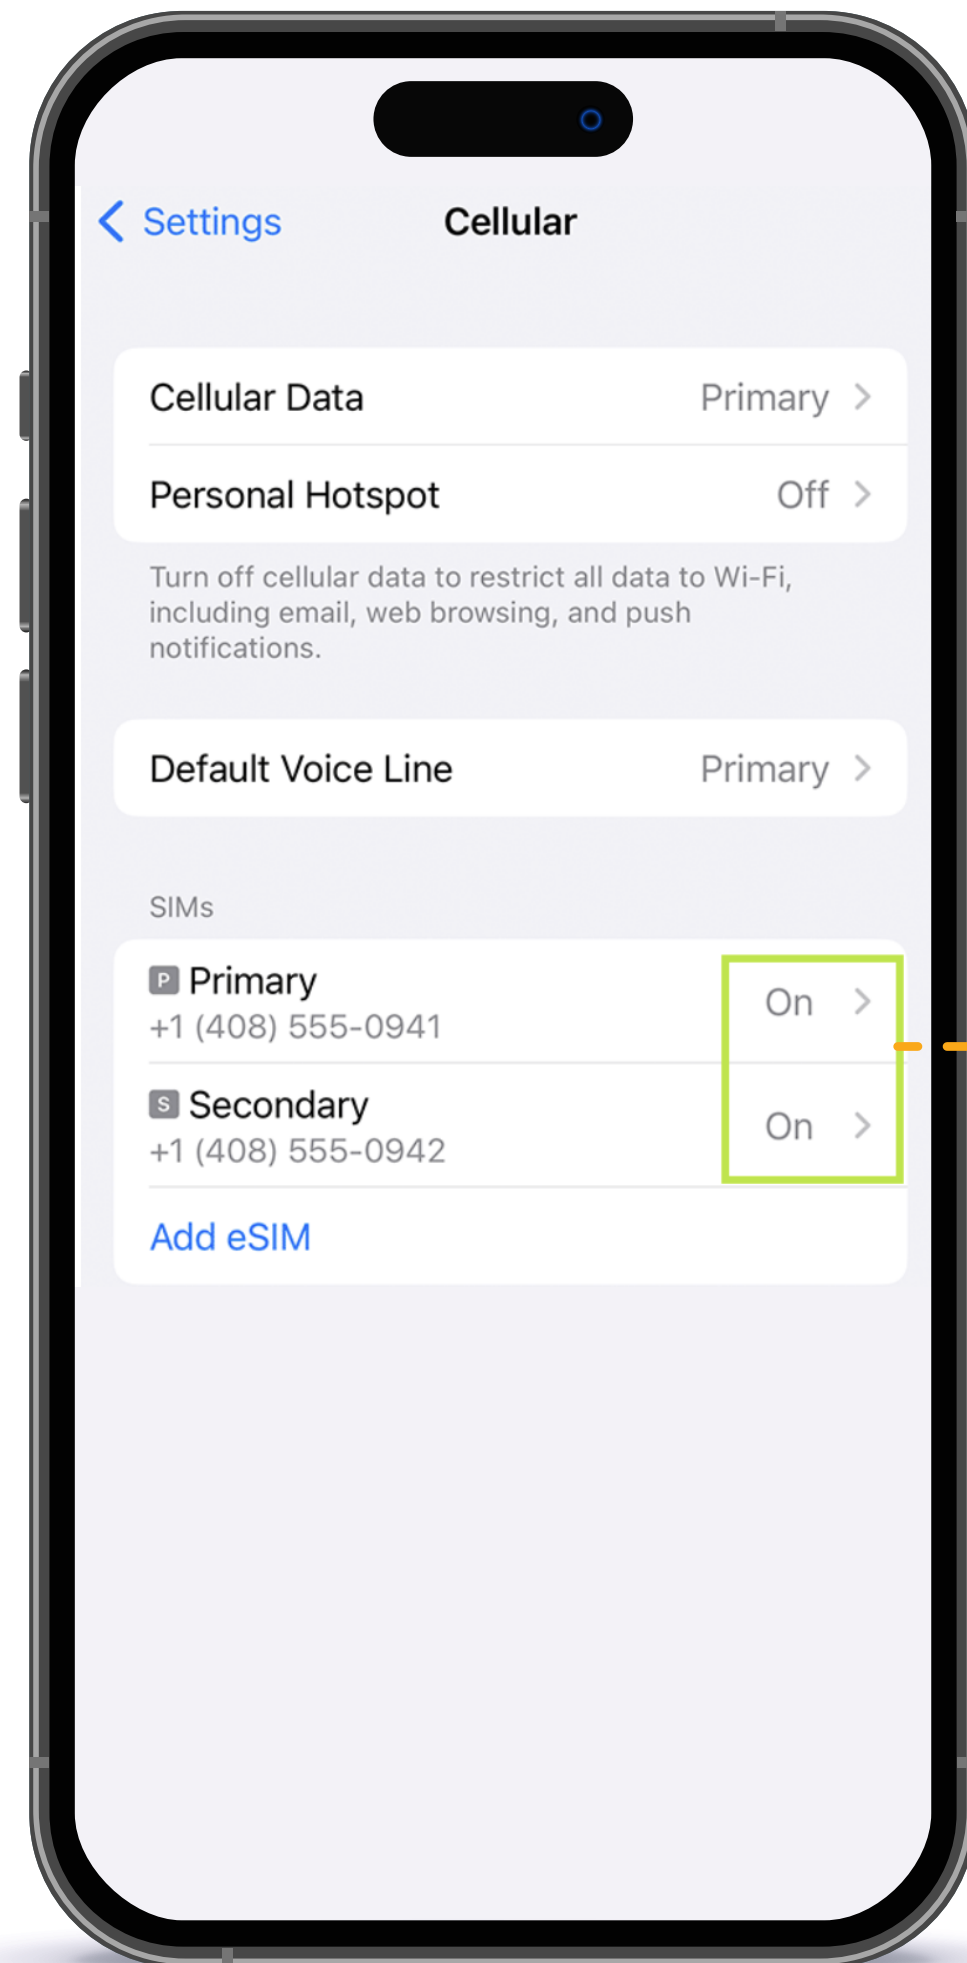 Settings
Cellular
Cellular Data Primary
Personal Hotspot Off
Turn off cellular data to restrict all data to Wi-Fi,
including email, web browsing, and push
notifications.
Default Voice Line Primary
SIMs
P Primary On
+1 (408) 555-0941
S Secondary On
+1 (408) 555-0942
Add eSIM